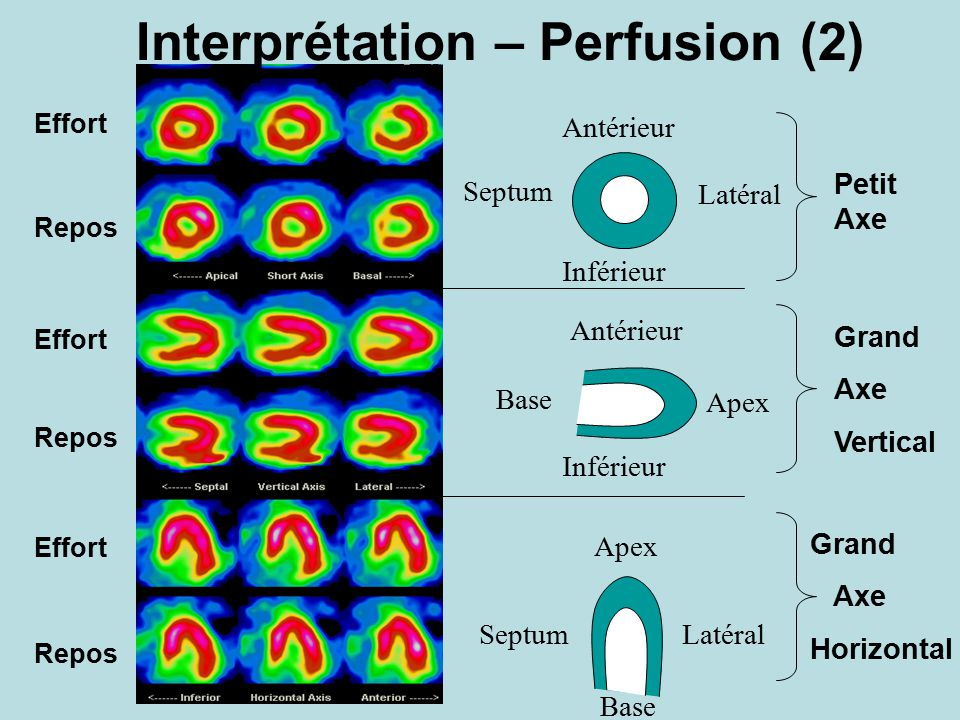 Interprétation – Perfusion (2)
Effort
Repos
<------ Apical Short Axis Basal ------>
Antérieur
Septum
Latéral
Inférieur
Petit
Axe
Effort
Repos
<------ Septal Vertical Axis Lateral ------>
Antérieur
Base
Apex
Inférieur
Grand
Axe
Vertical
Effort
Repos
<------ Inferior Horizontal Axis Anterior ------>
Apex
Septum
Latéral
Base
Grand
Axe
Horizontal